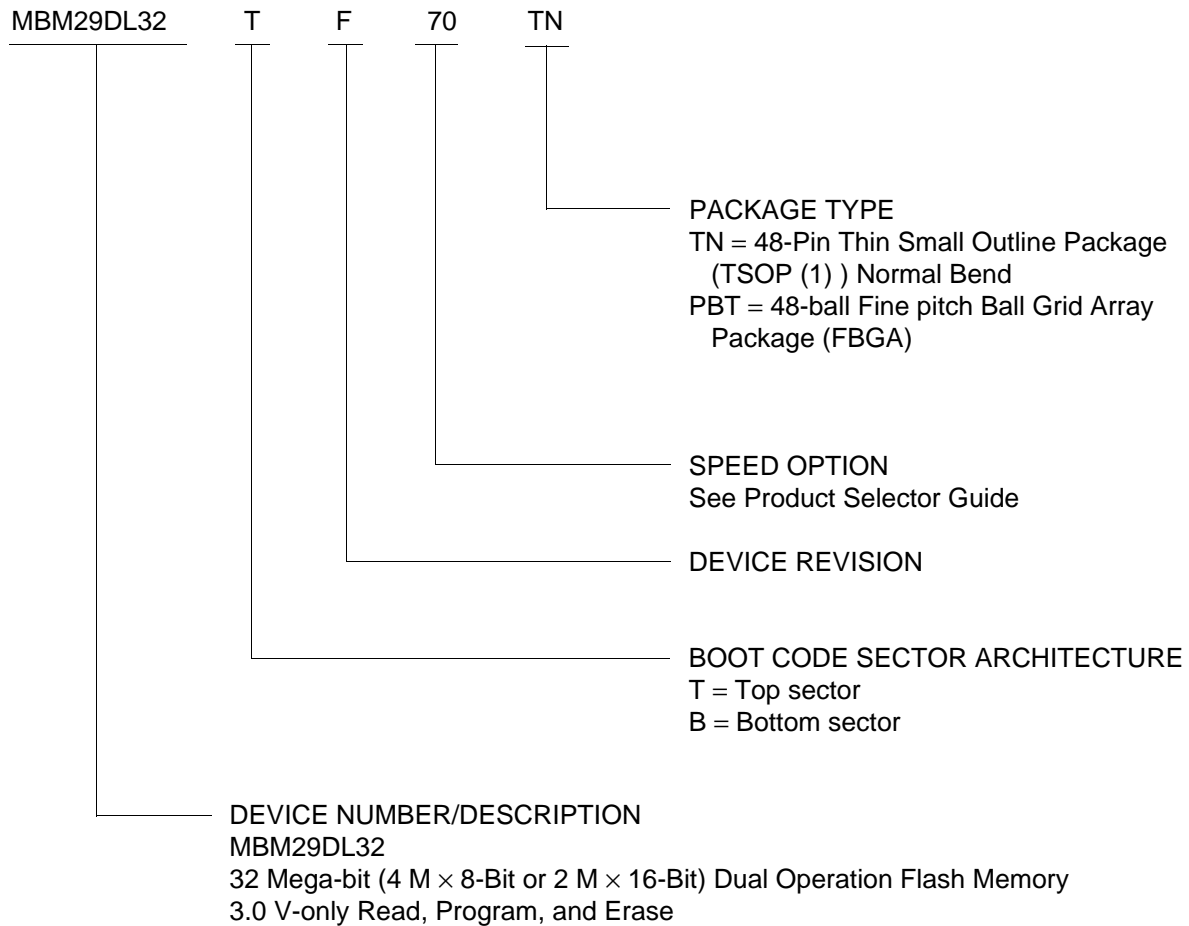 MBM29DL32 T F 70 TN
PACKAGE TYPE
TN = 48-Pin Thin Small Outline Package
(TSOP (1) ) Normal Bend
PBT = 48-ball Fine pitch Ball Grid Array
Package (FBGA)
SPEED OPTION
See Product Selector Guide
DEVICE REVISION
BOOT CODE SECTOR ARCHITECTURE
T = Top sector
B = Bottom sector
DEVICE NUMBER/DESCRIPTION
MBM29DL32
32 Mega-bit (4 M × 8-Bit or 2 M × 16-Bit) Dual Operation Flash Memory
3.0 V-only Read, Program, and Erase